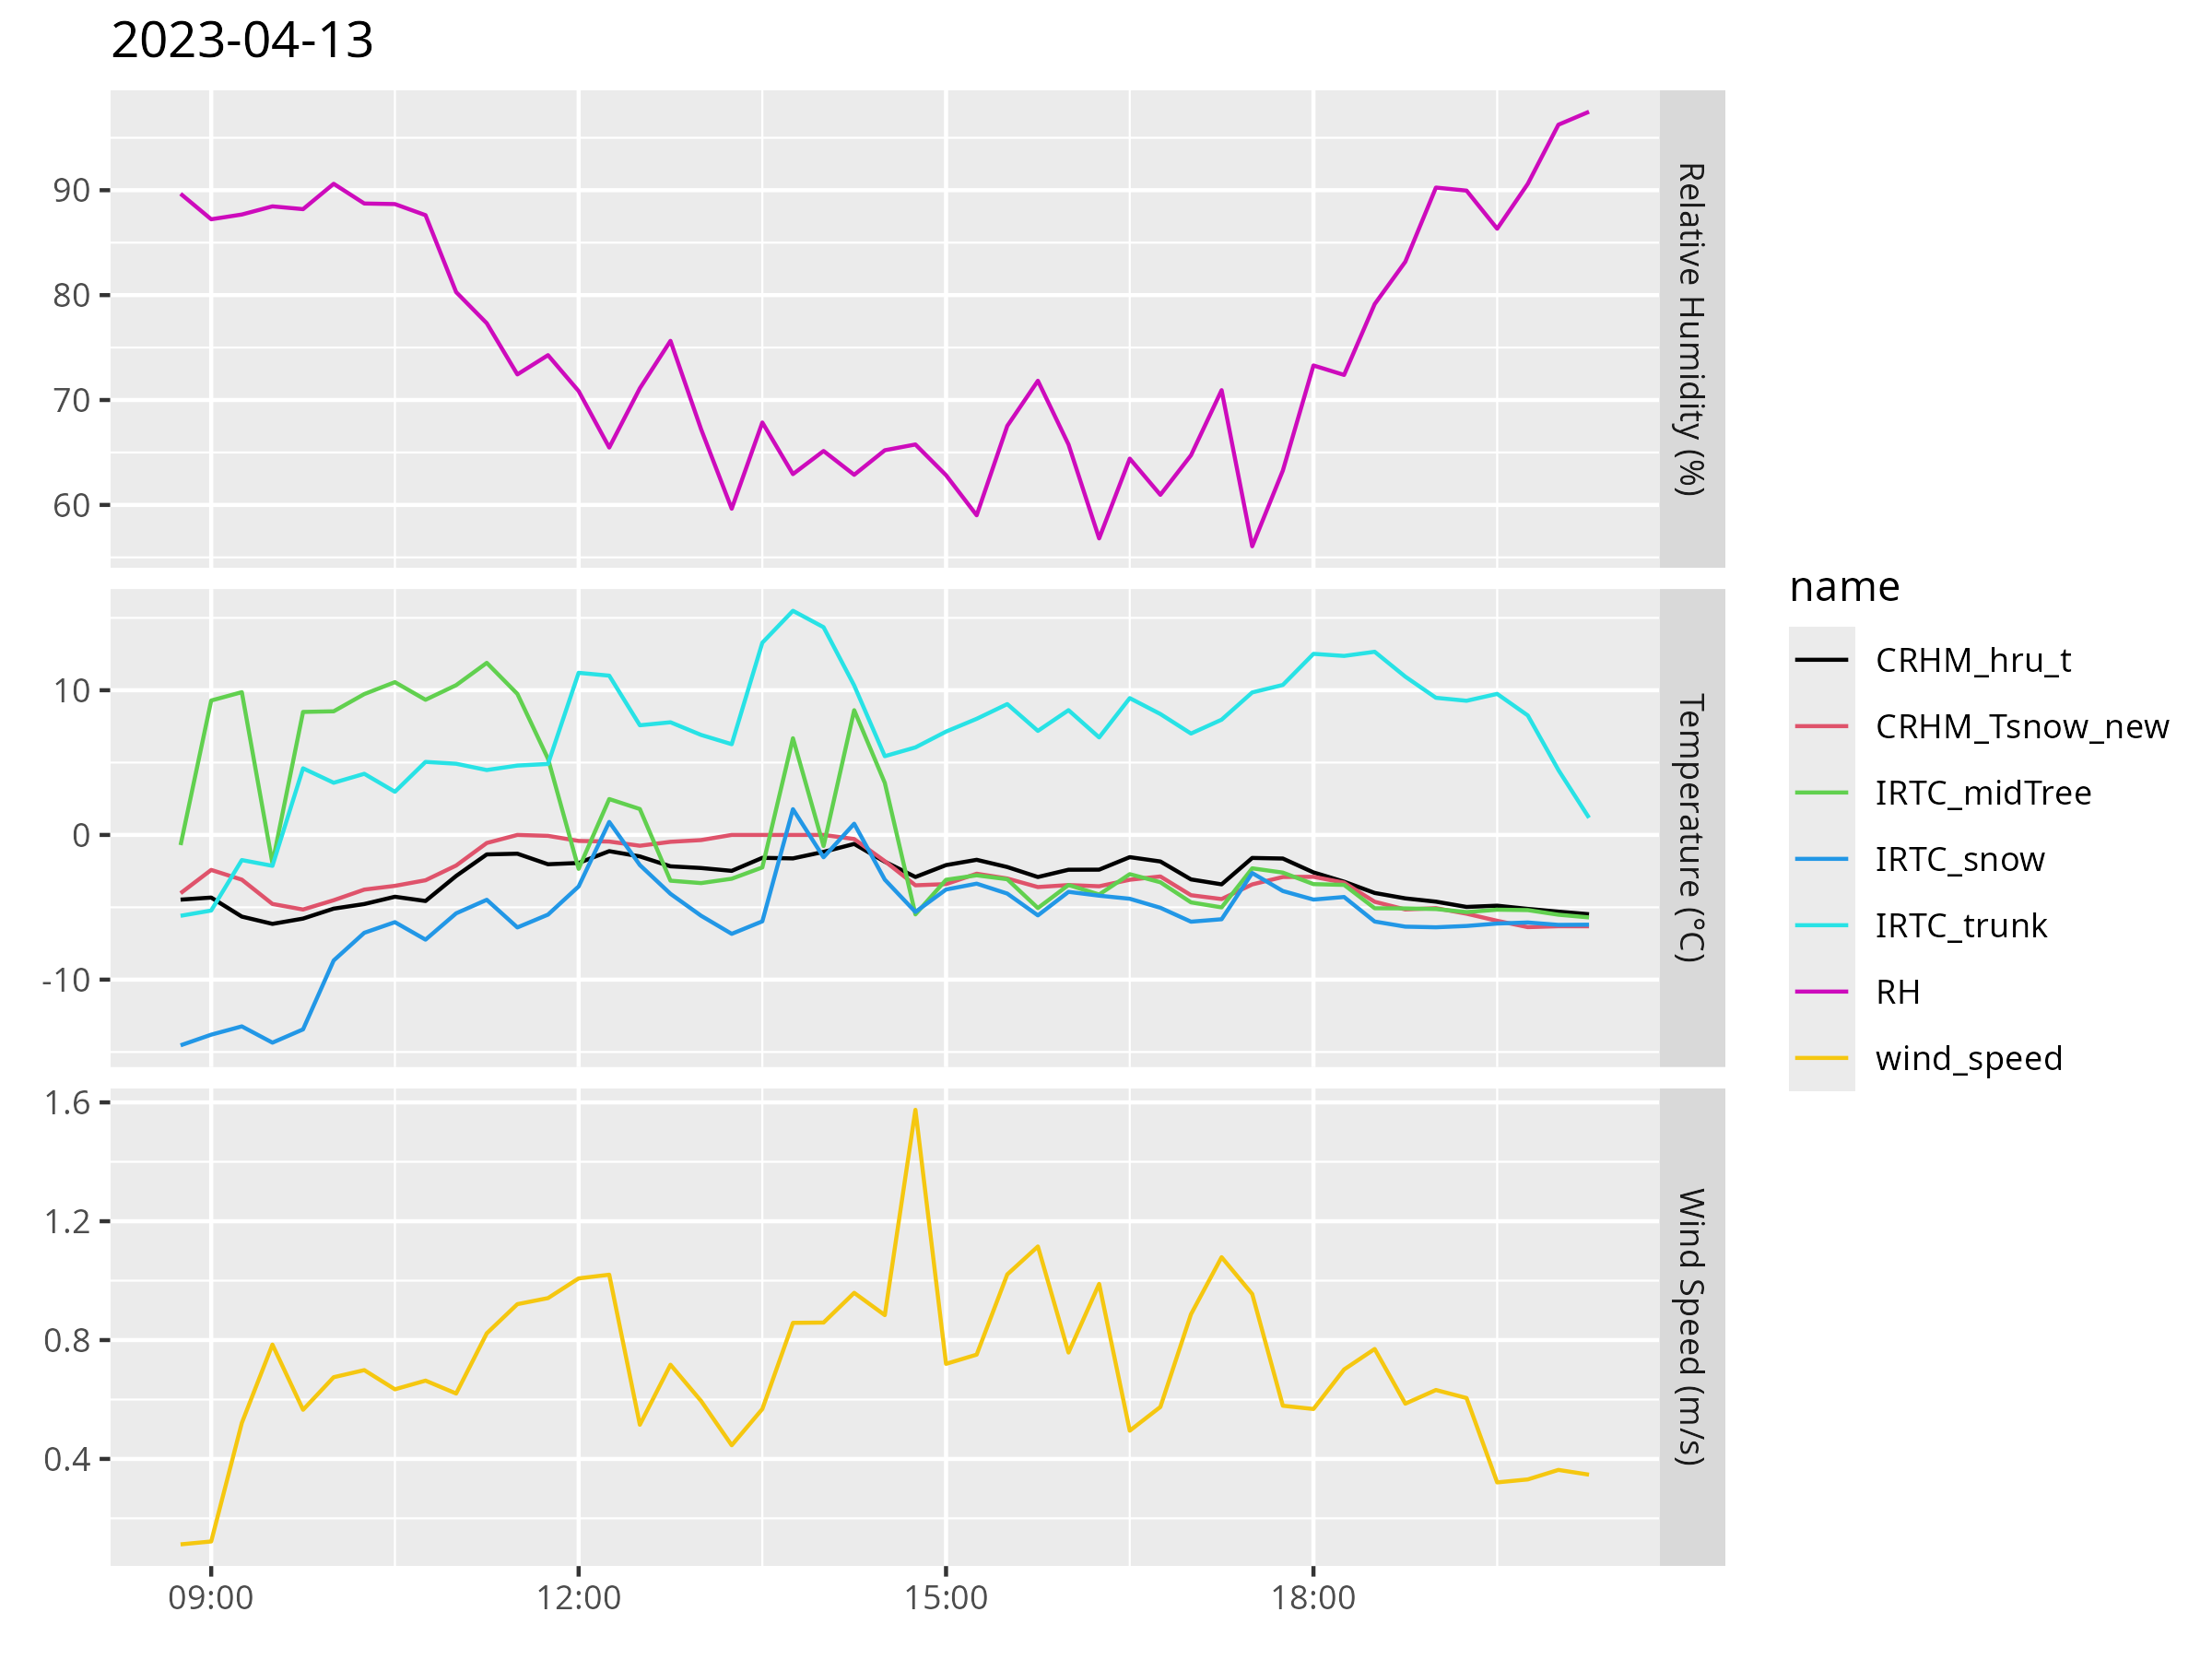 2023-04-13
90
80
70
60
Relative Humidity (%)
10
0
-10
Temperature (°C)
1.6
1.2
0.8
0.4
Wind Speed (m/s)
09:00 12:00 15:00 18:00
name
CRHM_hru_t
CRHM_Tsnow_new
IRTC_midTree
IRTC_snow
IRTC_trunk
RH
wind_speed